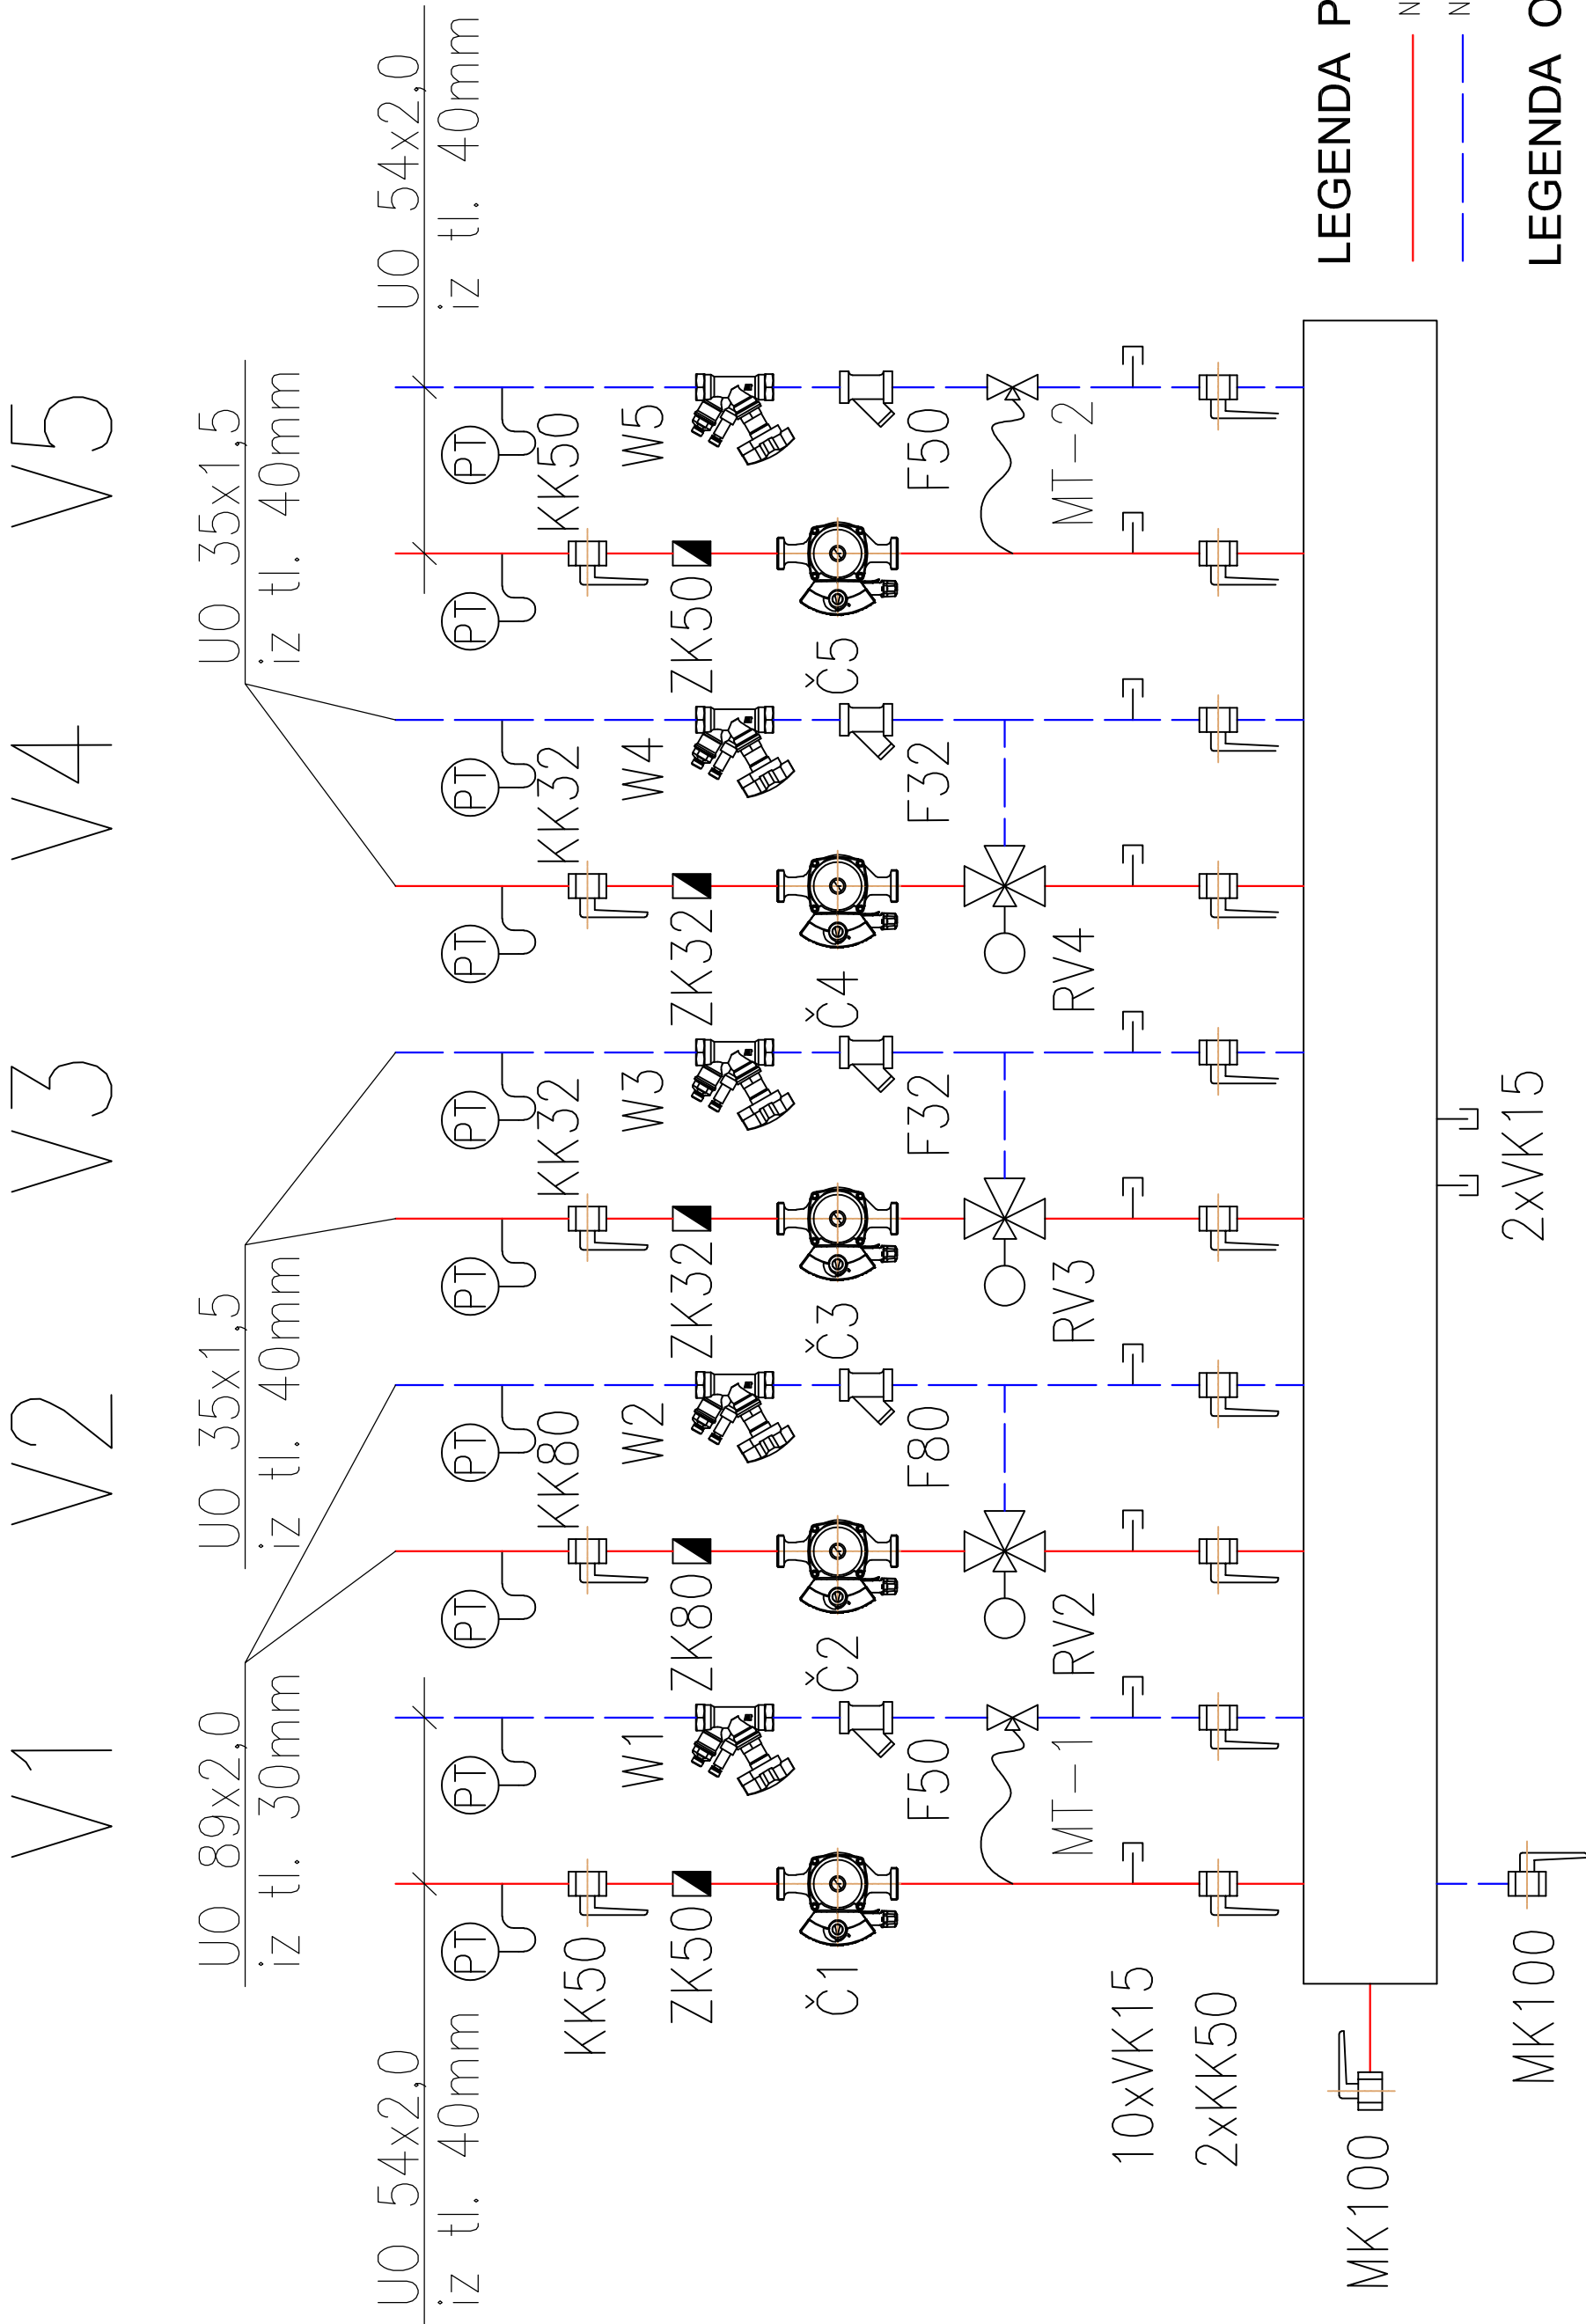 V1 V2 V3 V4 V5
UO 89x2,0
iz tl. 30mm
UO 35x1,5
iz tl. 40mm
UO 35x1,5
iz tl. 40mm
UO 54x2,0
iz tl. 40mm
UO 54x2,0
iz tl. 40mm
PT PT PT PT PT PT PT PT PT PT
KK50 KK80 KK32 KK32 KK50
W1 W2 W3 W4 W5
ZK50 ZK80 ZK32 ZK32 ZK50
Č1 Č2 Č3 Č4 Č5
F50 F80 F32 F32 F50
MT-1 RV2 RV3 RV4 MT-2
10xVK15
2xKK50
MK100
MK100
2xVK15
LEGENDA P
N
N
LEGENDA O